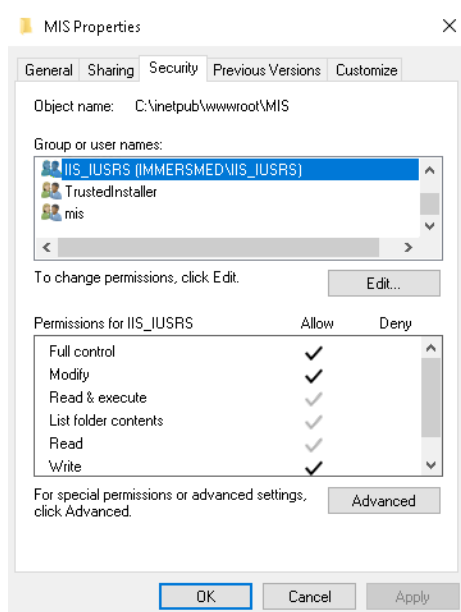 MIS Properties
General Sharing Security Previous Versions Customize
Object name: C:\inetpub\wwwroot\MIS
Group or user names:
IIS_IUSRS (IMMERSMED\IIS_IUSRS)
TrustedInstaller
mis
To change permissions, click Edit.
Edit...
Permissions for IIS_IUSRS Allow Deny
Full control
Modify
Read & execute
List folder contents
Read
Write
For special permissions or advanced settings,
click Advanced.
Advanced
OK Cancel Apply